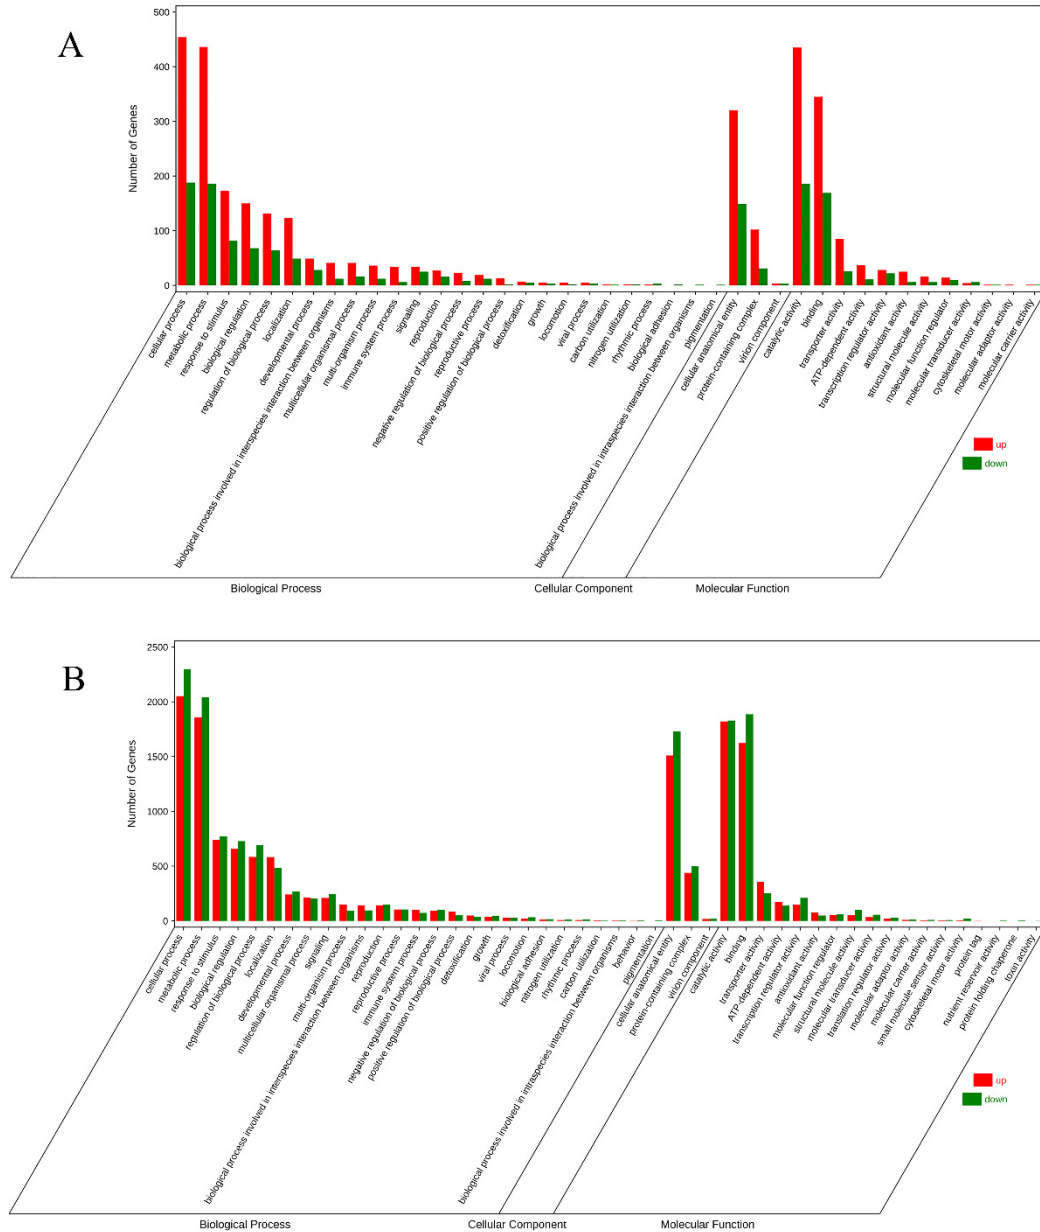 A
500
400
300
200
100
0
Number of Genes
cellular process
metabolic process
response to stimulus
biological regulation
regulation of biological process
localization
developmental process
biological process involved in interspecies interaction between organisms
multicellular organismal process
multi-organism process
immune system process
signaling
reproduction
negative regulation of biological process
reproductive process
positive regulation of biological process
detoxification
growth
locomotion
viral process
carbon utilization
nitrogen utilization
rhythmic process
biological adhesion
biological process involved in intraspecies interaction between organisms
pigmentation
cellular anatomical entity
protein-containing complex
virion component
catalytic activity
binding
transporter activity
ATP-dependent activity
transcription regulator activity
antioxidant activity
structural molecule activity
molecular function regulator
molecular transducer activity
cytoskeletal motor activity
molecular adaptor activity
molecular carrier activity
up
down
Biological Process
Cellular Component
Molecular Function
B
2500
2000
1500
1000
500
0
Number of Genes
cellular process
metabolic process
response to stimulus
biological regulation
regulation of biological process
localization
developmental process
multicellular organismal process
signaling
multi-organism process
biological process involved in interspecies interaction between organisms
reproduction
reproductive process
immune system process
negative regulation of biological process
positive regulation of biological process
detoxification
growth
viral process
locomotion
biological adhesion
nitrogen utilization
rhythmic process
carbon utilization
biological process involved in intraspecies interaction between organisms
behavior
pigmentation
cellular anatomical entity
protein-containing complex
virion component
catalytic activity
binding
transporter activity
ATP-dependent activity
transcription regulator activity
antioxidant activity
molecular function regulator
structural molecule activity
molecular transducer activity
translation regulator activity
molecular adaptor activity
molecular carrier activity
small molecule sensor activity
cytoskeletal motor activity
protein tag
nutrient reservoir activity
protein folding chaperone
toxin activity
up
down
Biological Process
Cellular Component
Molecular Function